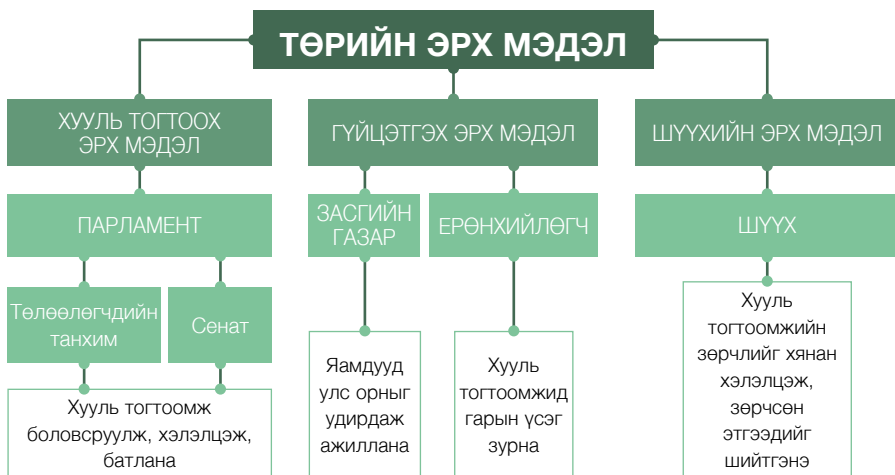 ТӨРИЙН ЭРХ МЭДЭЛ
ХУУЛЬ ТОГТООХ
ЭРХ МЭДЭЛ
ГҮЙЦЭТГЭХ ЭРХ МЭДЭЛ
ШҮҮХИЙН ЭРХ МЭДЭЛ
ПАРЛАМЕНТ
ЗАСГИЙН
ГАЗАР
ЕРӨНХИЙЛӨГЧ
ШҮҮХ
Төлөөлөгчдийн
танхим
Сенат
Хууль тогтоомж
боловсруулж, хэлэлцэж,
батлана
Яамдууд
улс орныг
удирдаж
ажиллана
Хууль
тогтоомжид
гарын үсэг
зурна
Хууль
тогтоомжийн
зөрчлийг хянан
хэлэлцэж,
зөрчсөн
этгээдийг
шийтгэнэ